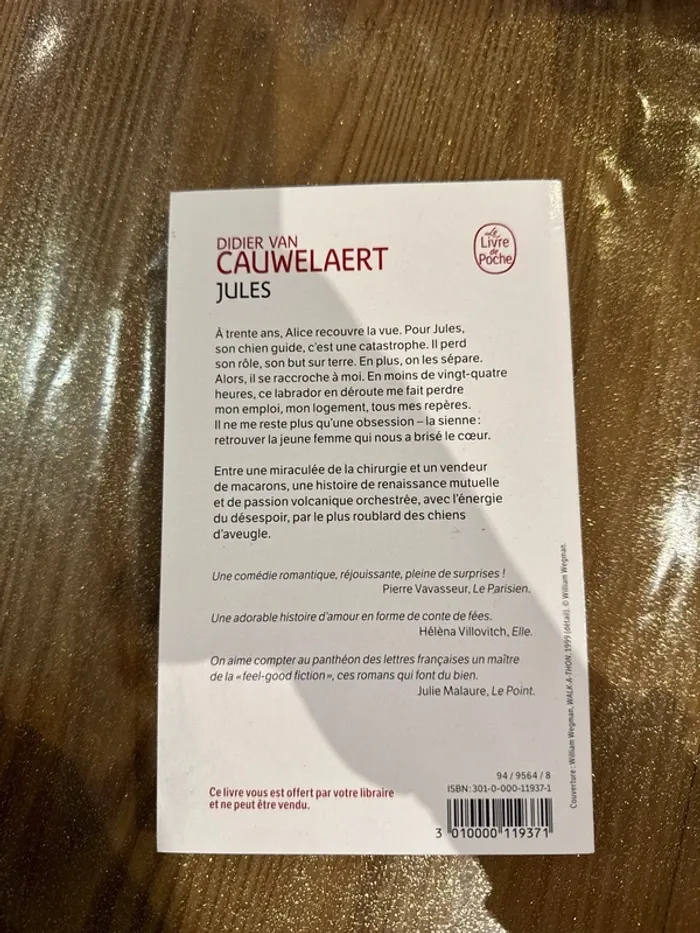 DIDIER VAN
CAUWELAERT
JULES
Le
Livre
de
Poche
À trente ans, Alice recouvre la vue. Pour Jules,
son chien guide, c'est une catastrophe. Il perd
son rôle, son but sur terre. En plus, on les sépare.
Alors, il se raccroche à moi. En moins de vingt-quatre
heures, ce labrador en déroute me fait perdre
mon emploi, mon logement, tous mes repères.
Il ne me reste plus qu'une obsession – la sienne :
retrouver la jeune femme qui nous a brisé le cœur.
Entre une miraculée de la chirurgie et un vendeur
de macarons, une histoire de renaissance mutuelle
et de passion volcanique orchestrée, avec l'énergie
du désespoir, par le plus roublard des chiens
d'aveugle.
Une comédie romantique, réjouissante, pleine de surprises !
Pierre Vavasseur, Le Parisien.
Une adorable histoire d'amour en forme de conte de fées.
Héléna Villovitch, Elle.
On aime compter au panthéon des lettres françaises un maître
de la « feel-good fiction », ces romans qui font du bien.
Julie Malaure, Le Point.
Ce livre vous est offert par votre libraire
et ne peut être vendu.
94 / 9564 / 8
ISBN : 301-0-000-11937-1
3 010000 119371
Couverture : William Wegman, WALK-A-THON, 1999 (détail). © William Wegman.